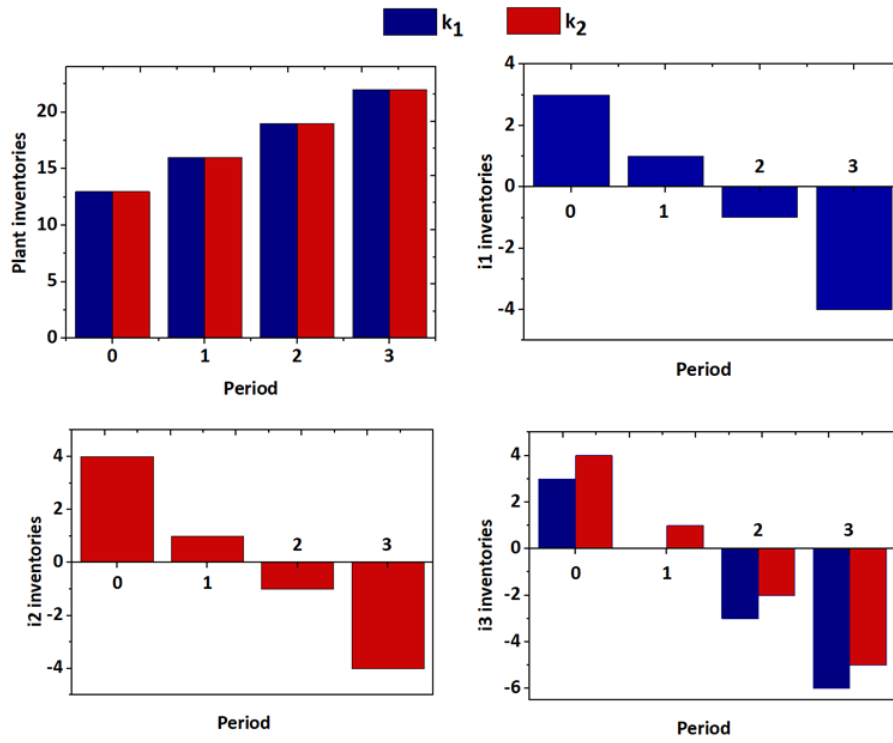 k1 k2
Plant inventories
20
15
10
5
0
0 1 2 3
Period
i1 inventories
4
2
0
-2
-4
0 1 2 3
Period
i2 inventories
4
2
0
-2
-4
0 1 2 3
Period
i3 inventories
4
2
0
-2
-4
-6
0 1 2 3
Period